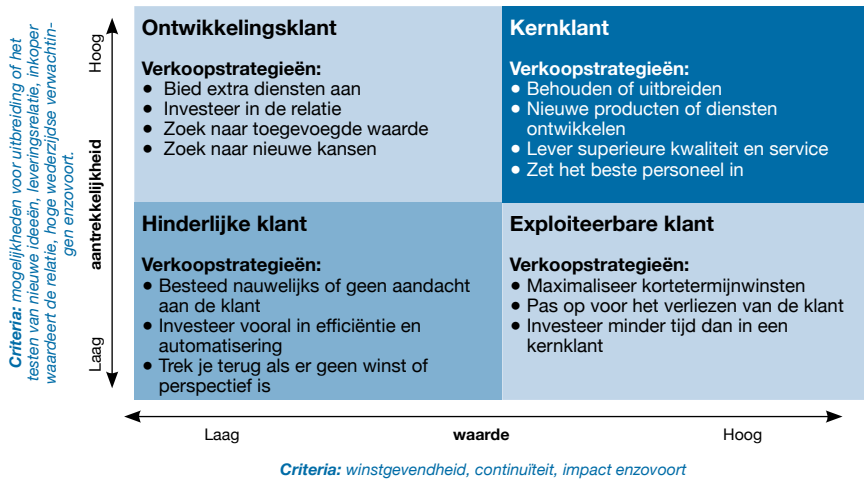 Criteria: mogelijkheden voor uitbreiding of het
testen van nieuwe ideeën, leveringsrelatie, inkoper
waardeert de relatie, hoge wederzijdse verwachtin-
gen enzovoort.
aantrekkelijkheid
Hoog
Laag
Ontwikkelingsklant
Verkoopstrategieën:
• Bied extra diensten aan
• Investeer in de relatie
• Zoek naar toegevoegde waarde
• Zoek naar nieuwe kansen
Kernklant
Verkoopstrategieën:
• Behouden of uitbreiden
• Nieuwe producten of diensten
ontwikkelen
• Lever superieure kwaliteit en service
• Zet het beste personeel in
Hinderlijke klant
Verkoopstrategieën:
• Besteed nauwelijks of geen aandacht
aan de klant
• Investeer vooral in efficiëntie en
automatisering
• Trek je terug als er geen winst of
perspectief is
Exploiteerbare klant
Verkoopstrategieën:
• Maximaliseer kortetermijnwinsten
• Pas op voor het verliezen van de klant
• Investeer minder tijd dan in een
kernklant
Laag waarde Hoog
Criteria: winstgevendheid, continuïteit, impact enzovoort